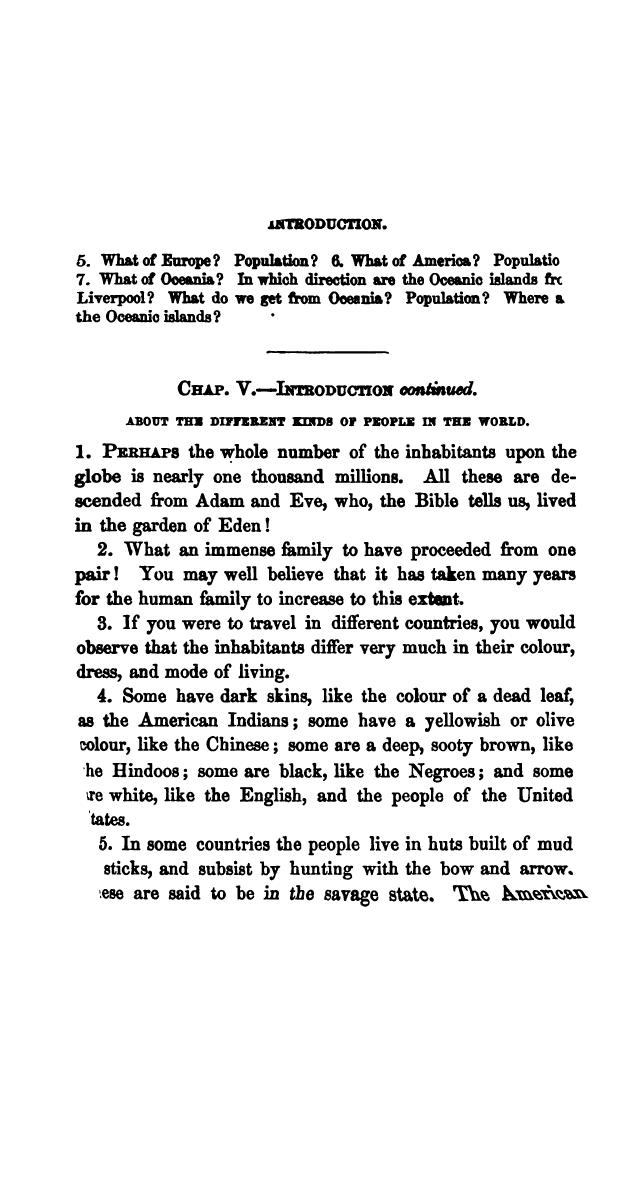 INTRODUCTION.
5. What of Europe? Population? 6. What of America? Populatio
7. What of Oceania? In which direction are the Oceanic islands frc
Liverpool? What do we get from Oceania? Population? Where a
the Oceanic islands?
CHAP. V.—INTRODUCTION continued.
ABOUT THE DIFFERENT KINDS OF PEOPLE IN THE WORLD.
1. PERHAPS the whole number of the inhabitants upon the
globe is nearly one thousand millions. All these are de-
scended from Adam and Eve, who, the Bible tells us, lived
in the garden of Eden!
2. What an immense family to have proceeded from one
pair! You may well believe that it has taken many years
for the human family to increase to this extent.
3. If you were to travel in different countries, you would
observe that the inhabitants differ very much in their colour,
dress, and mode of living.
4. Some have dark skins, like the colour of a dead leaf,
as the American Indians; some have a yellowish or olive
colour, like the Chinese; some are a deep, sooty brown, like
he Hindoos; some are black, like the Negroes; and some
re white, like the English, and the people of the United
tates.
5. In some countries the people live in huts built of mud
sticks, and subsist by hunting with the bow and arrow.
ese are said to be in the savage state. The American